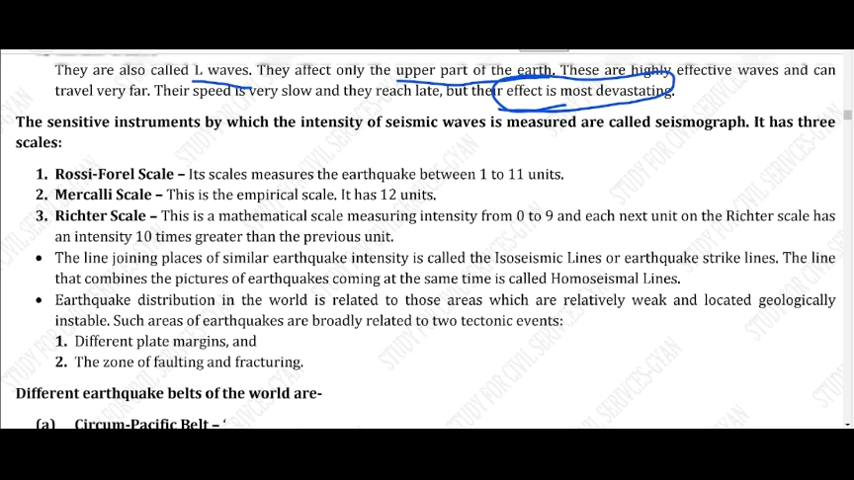 They are also called L waves. They affect only the upper part of the earth. These are highly effective waves and can
travel very far. Their speed is very slow and they reach late, but their effect is most devastating.
The sensitive instruments by which the intensity of seismic waves is measured are called seismograph. It has three
scales:
1. Rossi-Forel Scale – Its scales measures the earthquake between 1 to 11 units.
2. Mercalli Scale – This is the empirical scale. It has 12 units.
3. Richter Scale – This is a mathematical scale measuring intensity from 0 to 9 and each next unit on the Richter scale has
an intensity 10 times greater than the previous unit.
• The line joining places of similar earthquake intensity is called the Isoseismic Lines or earthquake strike lines. The line
that combines the pictures of earthquakes coming at the same time is called Homoseismal Lines.
• Earthquake distribution in the world is related to those areas which are relatively weak and located geologically
instable. Such areas of earthquakes are broadly related to two tectonic events:
1. Different plate margins, and
2. The zone of faulting and fracturing.
Different earthquake belts of the world are-
(a) Circum-Pacific Belt – ‘
STUDY FOR CIVIL SERIVCES-GYAN